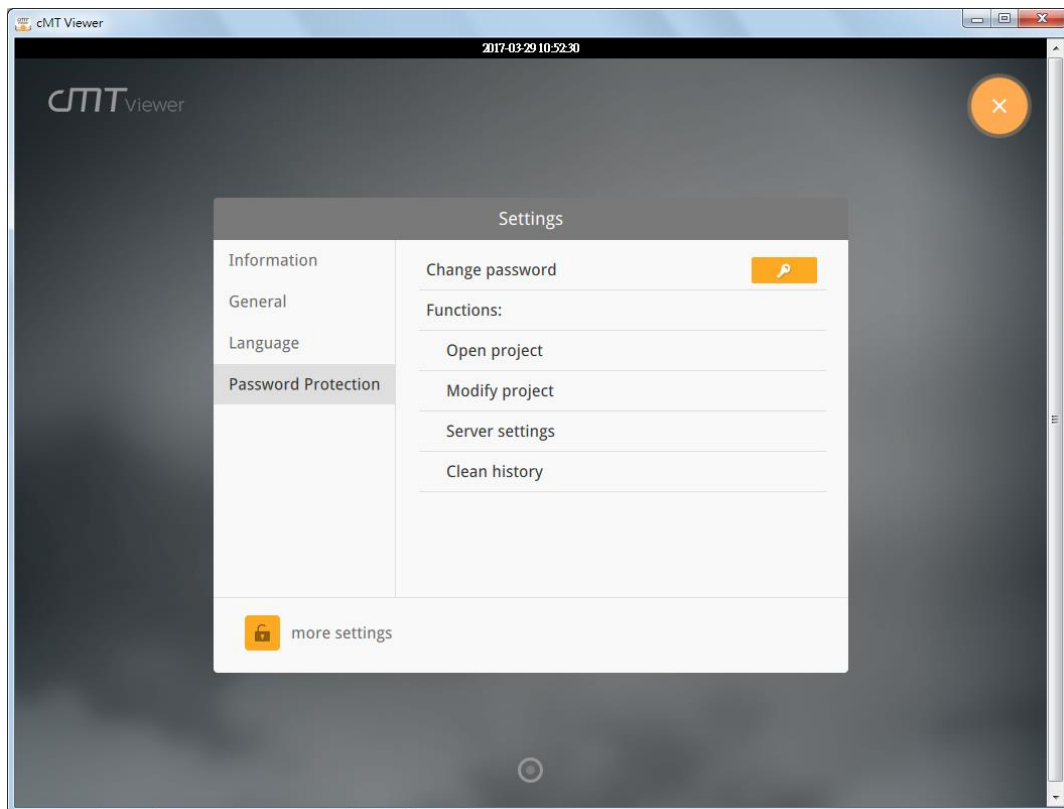 cMT Viewer
2017-03-29 10:52:30
cMT Viewer
Settings
Information
General
Language
Password Protection
Change password
Functions:
Open project
Modify project
Server settings
Clean history
more settings